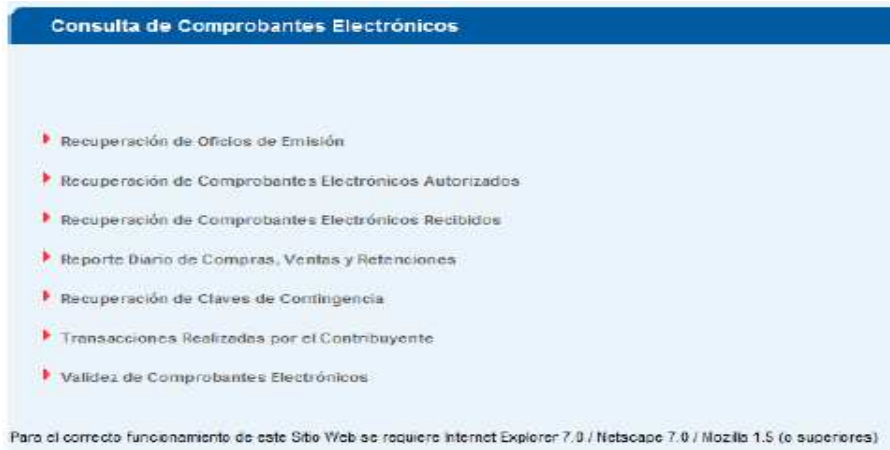 Consulta de Comprobantes Electrónicos
Recuperación de Oficios de Emisión
Recuperación de Comprobantes Electrónicos Autorizados
Recuperación de Comprobantes Electrónicos Recibidos
Reporte Diario de Compras, Ventas y Retenciones
Recuperación de Claves de Contingencia
Transacciones Realizadas por el Contribuyente
Validez de Comprobantes Electrónicos
Para el correcto funcionamiento de este Sitio Web se requiere Internet Explorer 7.0 / Netscape 7.0 / Mozilla 1.5 (o superiores)